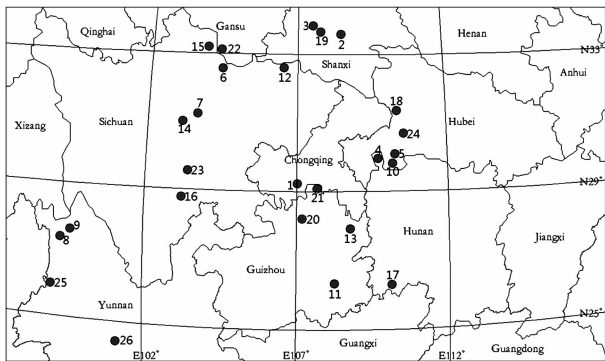 Qinghai
Gansu
3
19
2
Henan
N33°
15
22
6
12
Shanxi
Anhui
7
14
18
Xizang
Sichuan
Hubei
24
Chongqing
4
5
10
23
1
21
N29°
16
20
9
8
13
Hunan
Jiangxi
Guizhou
25
11
17
Yunnan
N25°
26
E102°
E107°
Guangxi
E112°
Guangdong